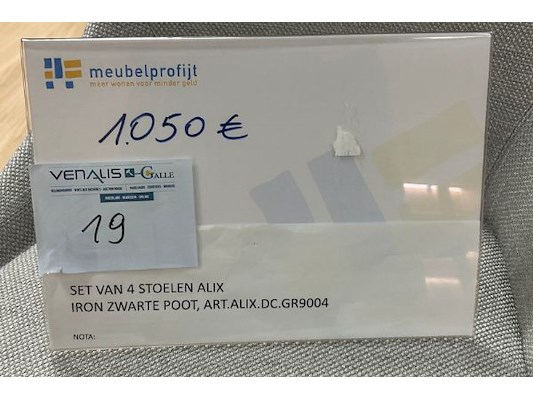 meubelprofijt
meer wonen voor minder geld
1.050 €
VENALIS GALLE
19
SET VAN 4 STOELEN ALIX
IRON ZWARTE POOT, ART.ALIX.DC.GR9004
NOTA: